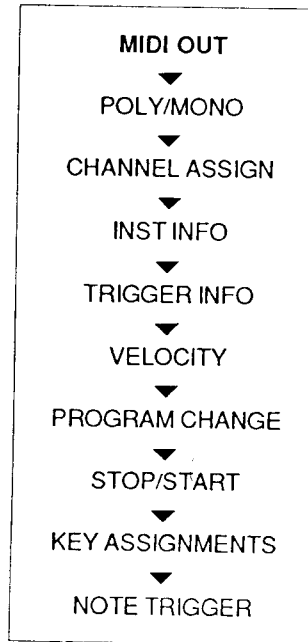 MIDI OUT
POLY/MONO
CHANNEL ASSIGN
INST INFO
TRIGGER INFO
VELOCITY
PROGRAM CHANGE
STOP/START
KEY ASSIGNMENTS
NOTE TRIGGER